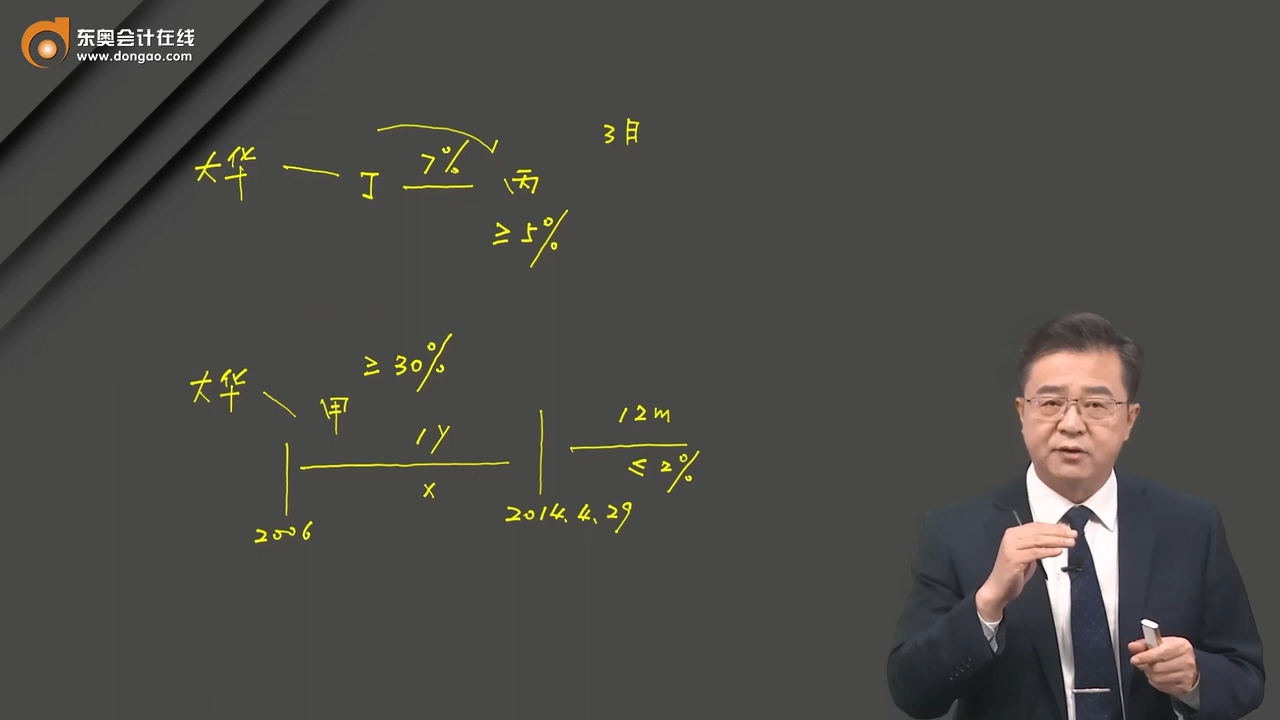 东奥会计在线
www.dongao.com
3月
大华 — 丁 7% 丙
≥ 5%
≥ 30%
大华 甲
1y
12m
x
≤ 2%
2006
2014.4.29